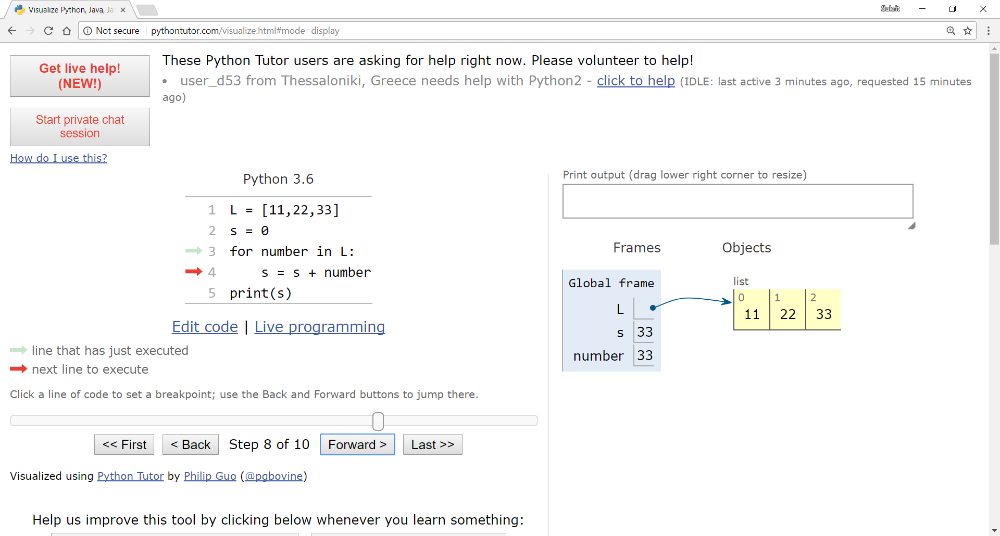 Visualize Python, Java, Ja
Sukrit
Not secure | pythontutor.com/visualize.html#mode=display
Get live help!
(NEW!)
Start private chat
session
How do I use this?
These Python Tutor users are asking for help right now. Please volunteer to help!
• user_d53 from Thessaloniki, Greece needs help with Python2 - click to help (IDLE: last active 3 minutes ago, requested 15 minutes
ago)
Python 3.6
1 L = [11,22,33]
2 s = 0
3 for number in L:
4     s = s + number
5 print(s)
Edit code | Live programming
line that has just executed
next line to execute
Click a line of code to set a breakpoint; use the Back and Forward buttons to jump there.
<< First < Back Step 8 of 10 Forward > Last >>
Visualized using Python Tutor by Philip Guo (@pgbovine)
Help us improve this tool by clicking below whenever you learn something:
Print output (drag lower right corner to resize)
Frames Objects
Global frame
L
s 33
number 33
list
0 1 2
11 22 33